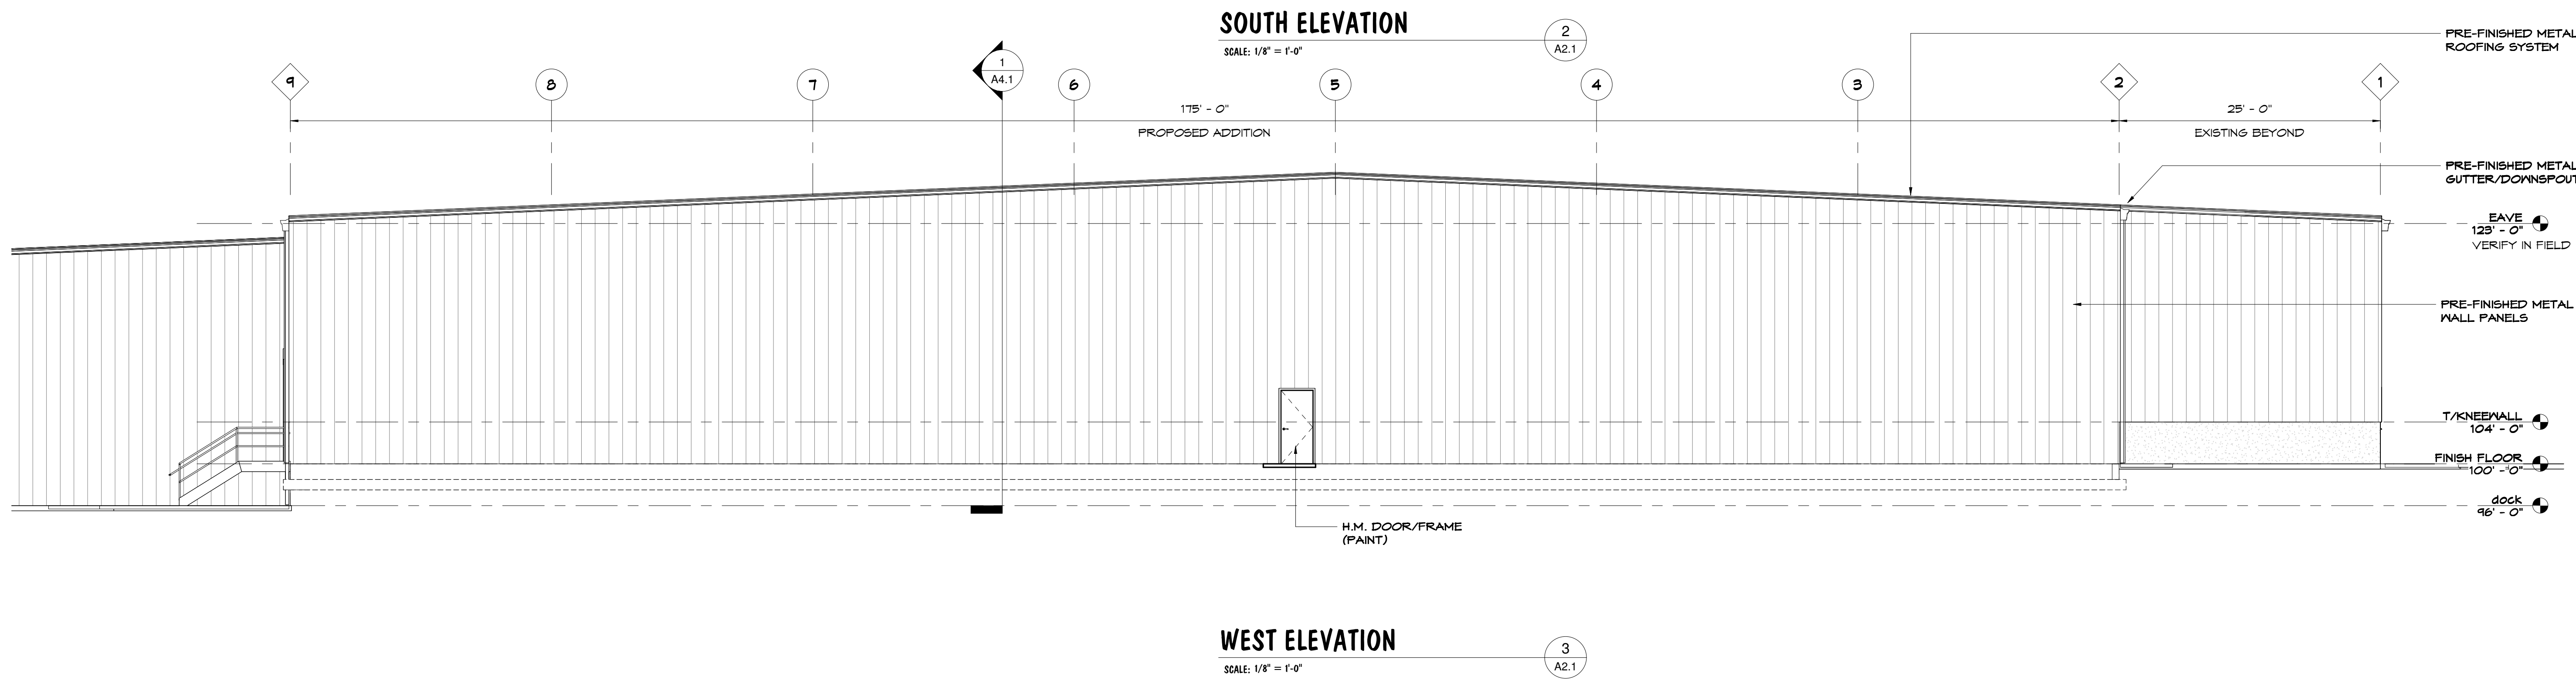 SOUTH ELEVATION
SCALE: 1/8" = 1'-0"
2
A2.1
PRE-FINISHED METAL
ROOFING SYSTEM
1
A4.1
9
8
7
6
5
4
3
2
1
175' - 0"
PROPOSED ADDITION
25' - 0"
EXISTING BEYOND
PRE-FINISHED METAL
GUTTER/DOWNSPOUT
EAVE
123' - 0"
VERIFY IN FIELD
PRE-FINISHED METAL
WALL PANELS
T/KNEEWALL
104' - 0"
FINISH FLOOR
100' - 0"
dock
96' - 0"
H.M. DOOR/FRAME
(PAINT)
WEST ELEVATION
SCALE: 1/8" = 1'-0"
3
A2.1